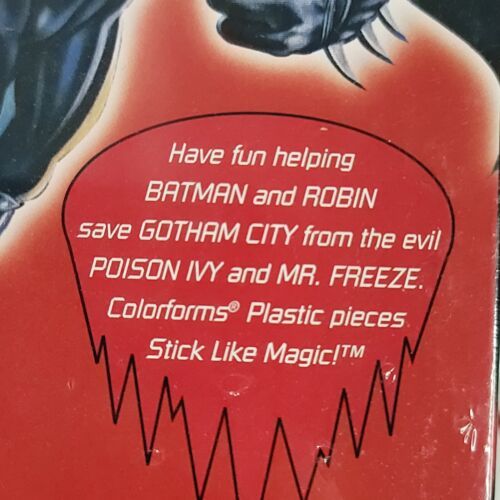 Have fun helping
BATMAN and ROBIN
save GOTHAM CITY from the evil
POISON IVY and MR. FREEZE.
Colorforms® Plastic pieces
Stick Like Magic!™